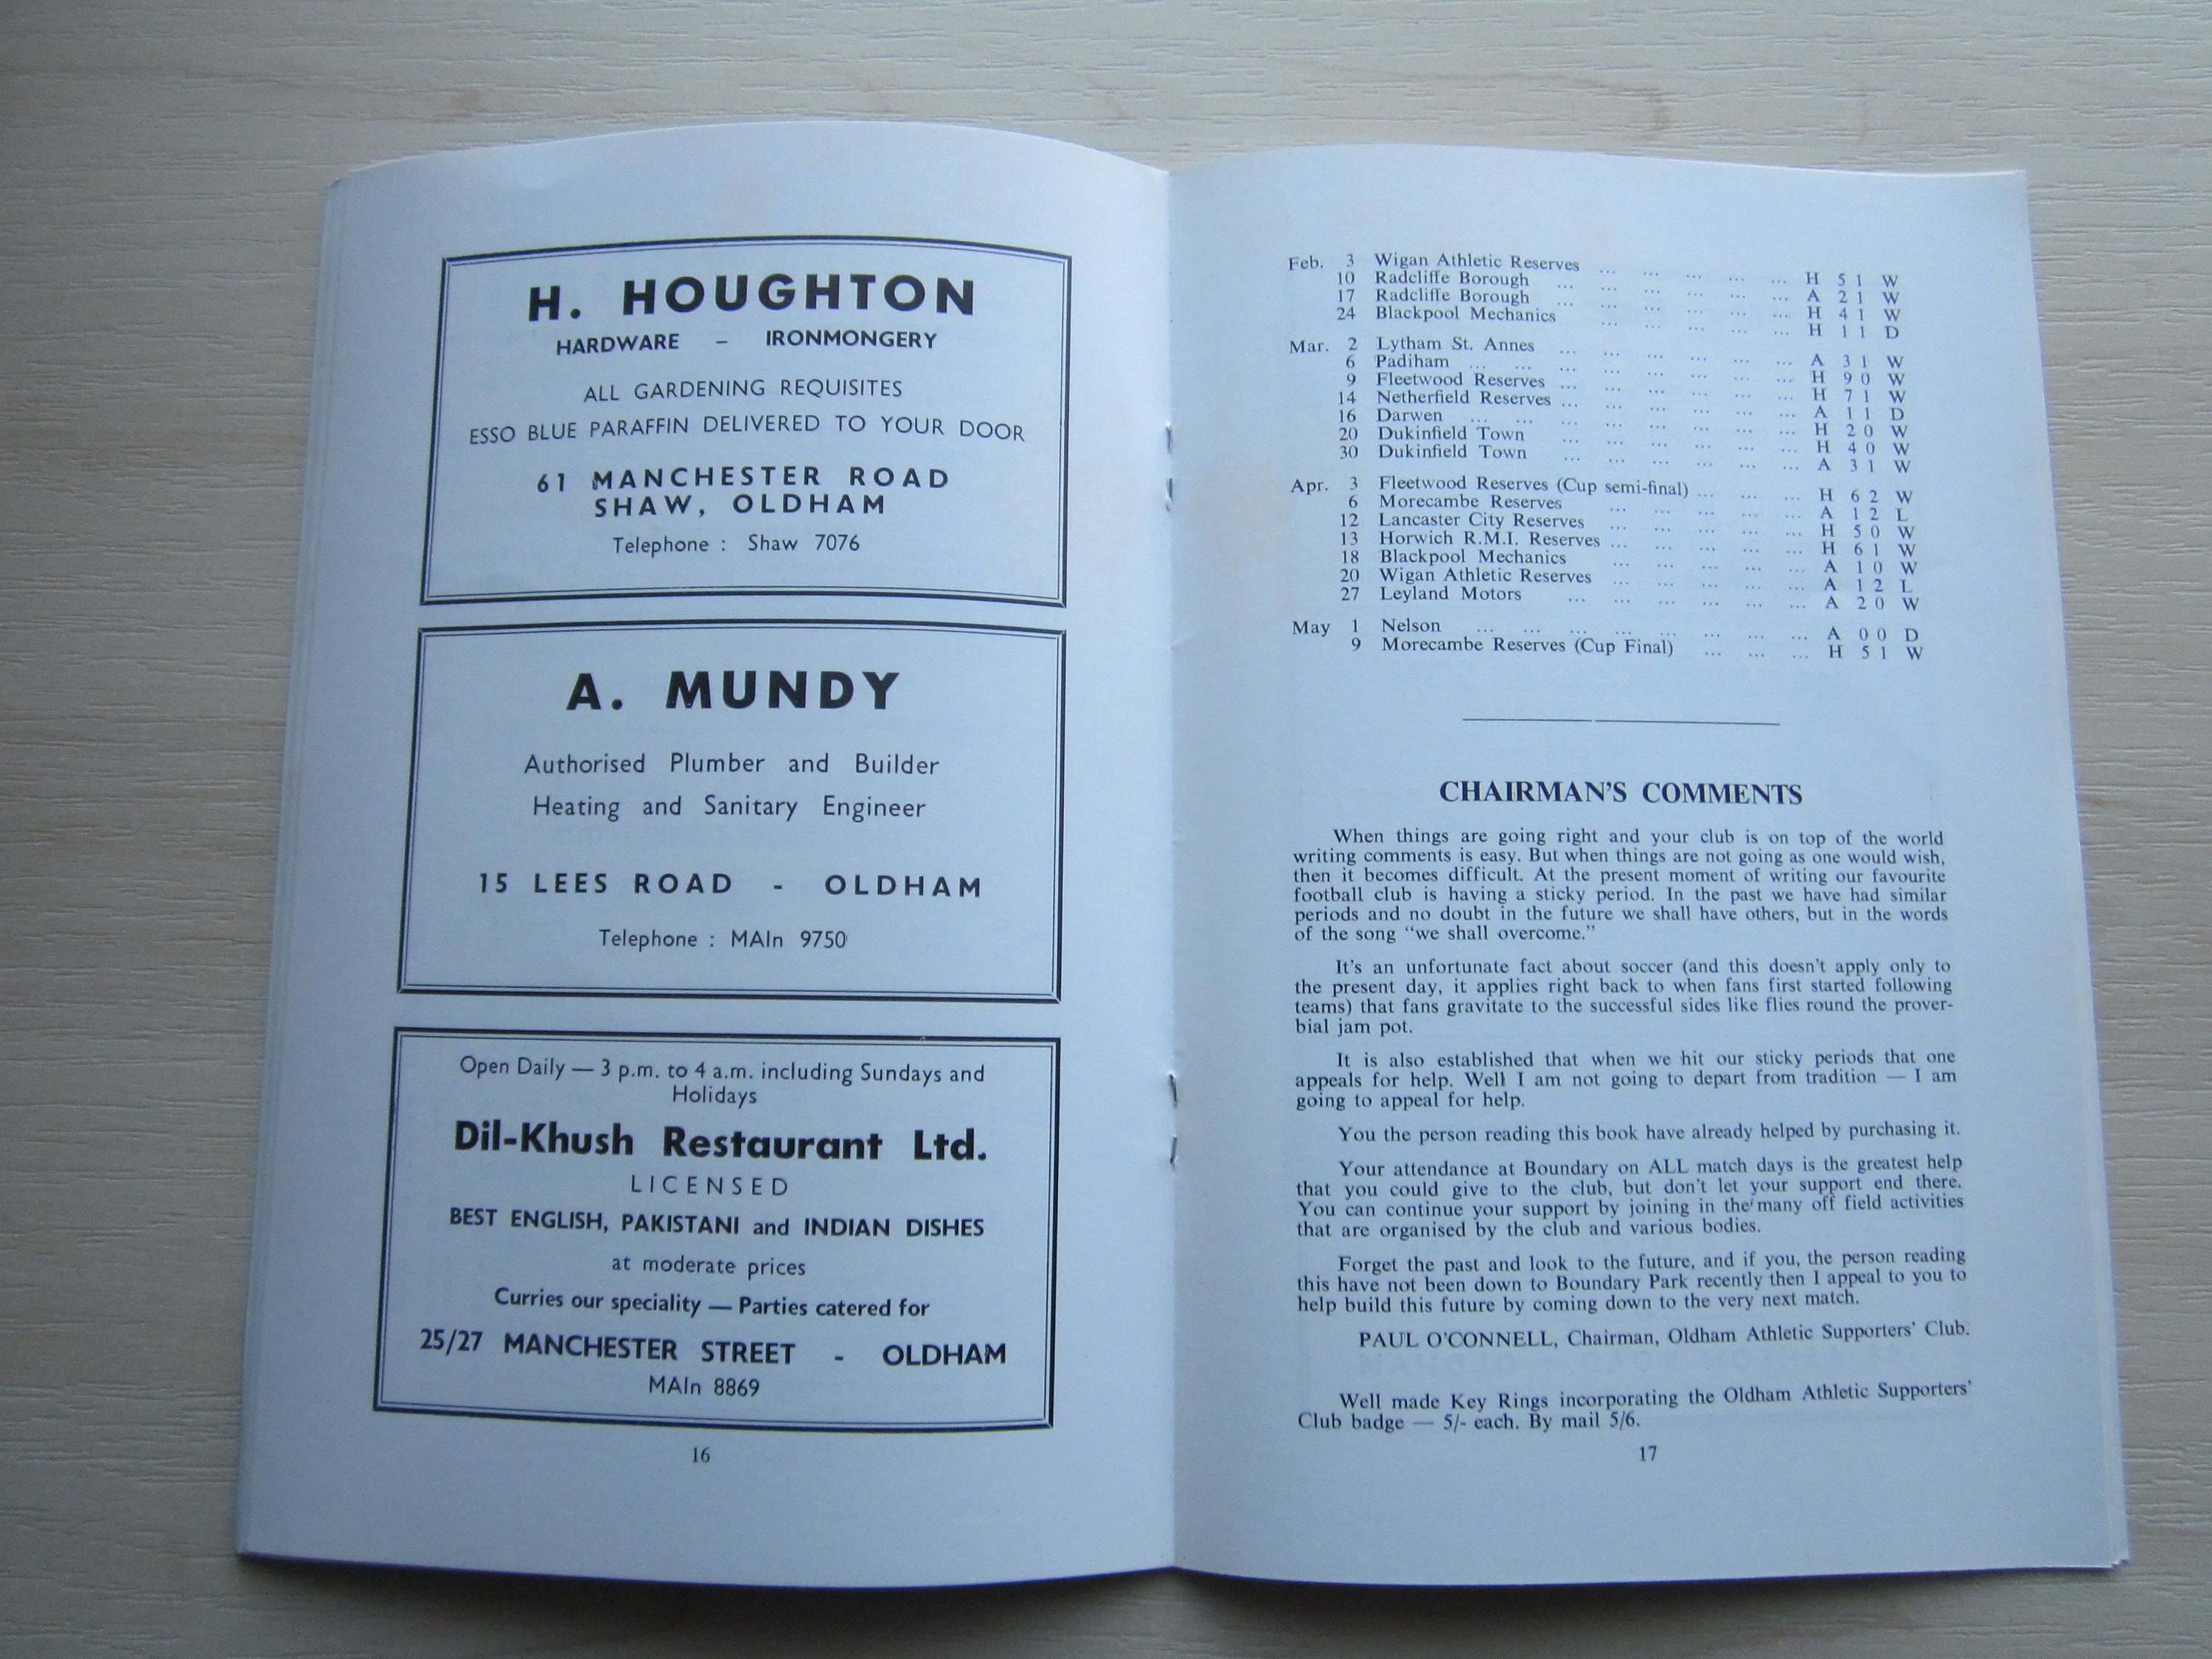 H. HOUGHTON
HARDWARE – IRONMONGERY
ALL GARDENING REQUISITES
ESSO BLUE PARAFFIN DELIVERED TO YOUR DOOR
61 MANCHESTER ROAD
SHAW, OLDHAM
Telephone : Shaw 7076
A. MUNDY
Authorised Plumber and Builder
Heating and Sanitary Engineer
15 LEES ROAD - OLDHAM
Telephone : MAIn 9750
Open Daily — 3 p.m. to 4 a.m. including Sundays and
Holidays
Dil-Khush Restaurant Ltd.
LICENSED
BEST ENGLISH, PAKISTANI and INDIAN DISHES
at moderate prices
Curries our speciality — Parties catered for
25/27 MANCHESTER STREET - OLDHAM
MAIn 8869
16
Feb. 3 Wigan Athletic Reserves ... ... ... ... ... H 5 1 W
10 Radcliffe Borough ... ... ... ... ... ... A 2 1 W
17 Radcliffe Borough ... ... ... ... ... ... H 4 1 W
24 Blackpool Mechanics ... ... ... ... ... H 1 1 D
Mar. 2 Lytham St. Annes ... ... ... ... ... ... A 3 1 W
6 Padiham ... ... ... ... ... ... ... ... H 9 0 W
9 Fleetwood Reserves ... ... ... ... ... ... H 7 1 W
14 Netherfield Reserves ... ... ... ... ... ... A 1 1 D
16 Darwen ... ... ... ... ... ... ... ... H 2 0 W
20 Dukinfield Town ... ... ... ... ... ... H 4 0 W
30 Dukinfield Town ... ... ... ... ... ... A 3 1 W
Apr. 3 Fleetwood Reserves (Cup semi-final) ... ... ... H 6 2 W
6 Morecambe Reserves ... ... ... ... ... A 1 2 L
12 Lancaster City Reserves ... ... ... ... ... H 5 0 W
13 Horwich R.M.I. Reserves ... ... ... ... ... H 6 1 W
18 Blackpool Mechanics ... ... ... ... ... A 1 0 W
20 Wigan Athletic Reserves ... ... ... ... ... A 1 2 L
27 Leyland Motors ... ... ... ... ... ... A 2 0 W
May 1 Nelson ... ... ... ... ... ... ... ... A 0 0 D
9 Morecambe Reserves (Cup Final) ... ... ... H 5 1 W
CHAIRMAN'S COMMENTS
When things are going right and your club is on top of the world
writing comments is easy. But when things are not going as one would wish,
then it becomes difficult. At the present moment of writing our favourite
football club is having a sticky period. In the past we have had similar
periods and no doubt in the future we shall have others, but in the words
of the song "we shall overcome."
It's an unfortunate fact about soccer (and this doesn't apply only to
the present day, it applies right back to when fans first started following
teams) that fans gravitate to the successful sides like flies round the prover-
bial jam pot.
It is also established that when we hit our sticky periods that one
appeals for help. Well I am not going to depart from tradition — I am
going to appeal for help.
You the person reading this book have already helped by purchasing it.
Your attendance at Boundary on ALL match days is the greatest help
that you could give to the club, but don't let your support end there.
You can continue your support by joining in the many off field activities
that are organised by the club and various bodies.
Forget the past and look to the future, and if you, the person reading
this have not been down to Boundary Park recently then I appeal to you to
help build this future by coming down to the very next match.
PAUL O'CONNELL, Chairman, Oldham Athletic Supporters' Club.
Well made Key Rings incorporating the Oldham Athletic Supporters'
Club badge — 5/- each. By mail 5/6.
17